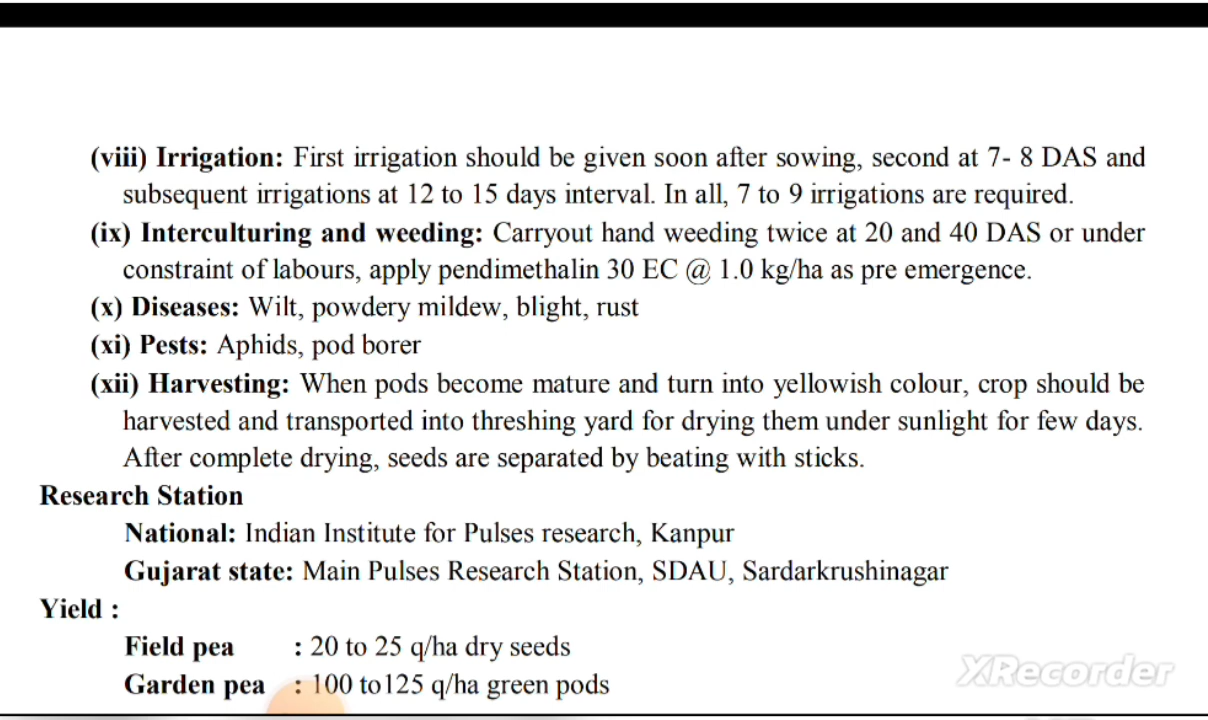 (viii) Irrigation: First irrigation should be given soon after sowing, second at 7- 8 DAS and
subsequent irrigations at 12 to 15 days interval. In all, 7 to 9 irrigations are required.
(ix) Interculturing and weeding: Carryout hand weeding twice at 20 and 40 DAS or under
constraint of labours, apply pendimethalin 30 EC @ 1.0 kg/ha as pre emergence.
(x) Diseases: Wilt, powdery mildew, blight, rust
(xi) Pests: Aphids, pod borer
(xii) Harvesting: When pods become mature and turn into yellowish colour, crop should be
harvested and transported into threshing yard for drying them under sunlight for few days.
After complete drying, seeds are separated by beating with sticks.
Research Station
National: Indian Institute for Pulses research, Kanpur
Gujarat state: Main Pulses Research Station, SDAU, Sardarkrushinagar
Yield :
Field pea : 20 to 25 q/ha dry seeds
Garden pea : 100 to125 q/ha green pods
XRecorder